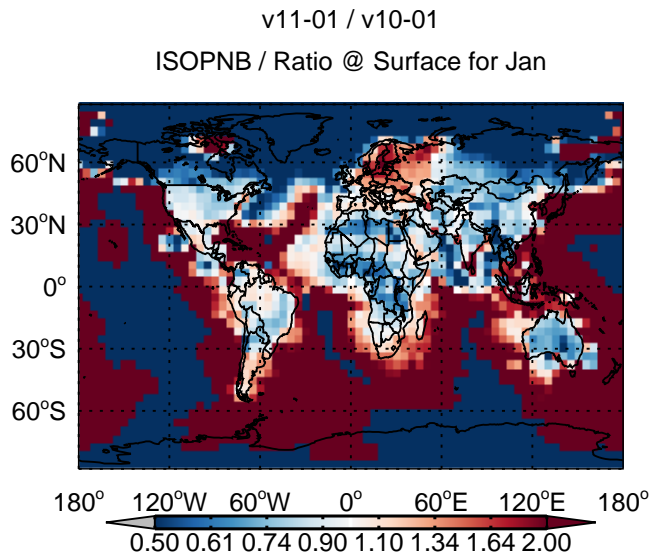 v11-01 / v10-01
ISOPNB / Ratio @ Surface for Jan
60°N
30°N
0°
30°S
60°S
180° 120°W 60°W 0° 60°E 120°E 180°
0.50 0.61 0.74 0.90 1.10 1.34 1.64 2.00